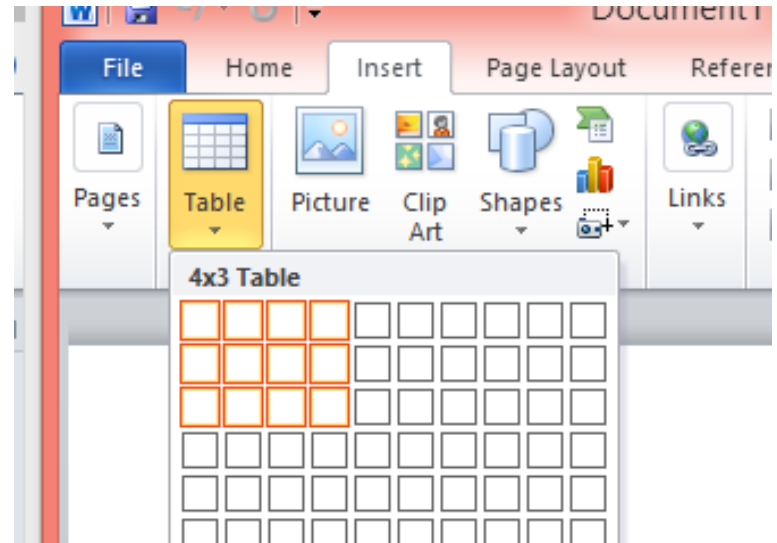 Document1
File Home Insert Page Layout
Pages Table Picture Clip Art Shapes Links
4x3 Table